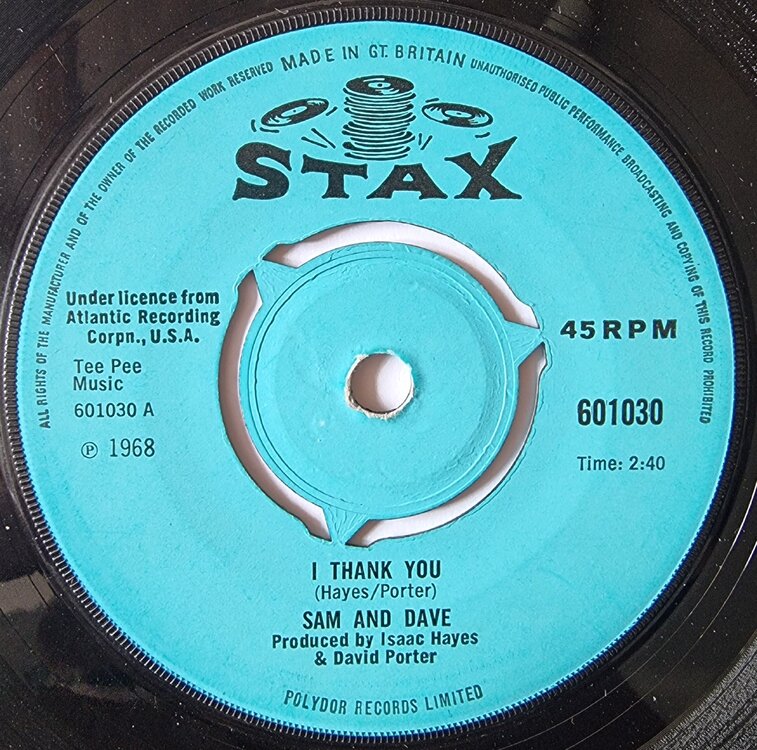 ALL RIGHTS OF THE MANUFACTURER AND OF THE OWNER OF THE RECORDED WORK RESERVED
MADE IN GT. BRITAIN
UNAUTHORISED PUBLIC PERFORMANCE BROADCASTING AND COPYING OF THIS RECORD PROHIBITED
STAX
Under licence from
Atlantic Recording
Corpn., U.S.A.
Tee Pee
Music
601030 A
℗ 1968
45 RPM
601030
Time: 2:40
I THANK YOU
(Hayes/Porter)
SAM AND DAVE
Produced by Isaac Hayes
& David Porter
POLYDOR RECORDS LIMITED